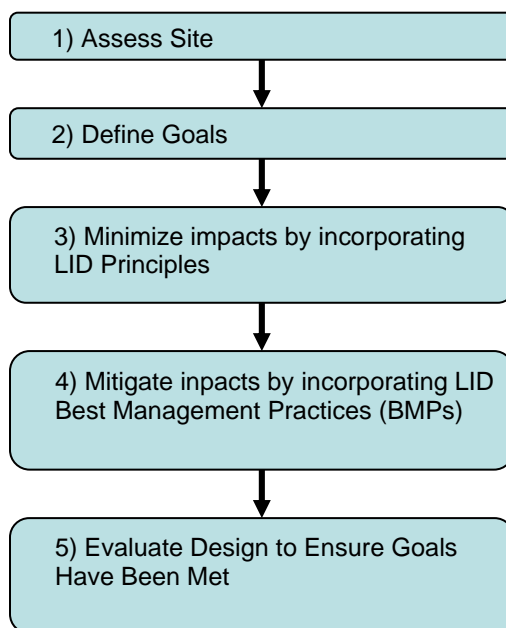 1) Assess Site
2) Define Goals
3) Minimize impacts by incorporating
LID Principles
4) Mitigate inpacts by incorporating LID
Best Management Practices (BMPs)
5) Evaluate Design to Ensure Goals
Have Been Met